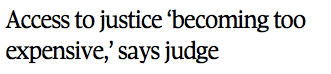 Access to justice ‘becoming too
expensive,’ says judge